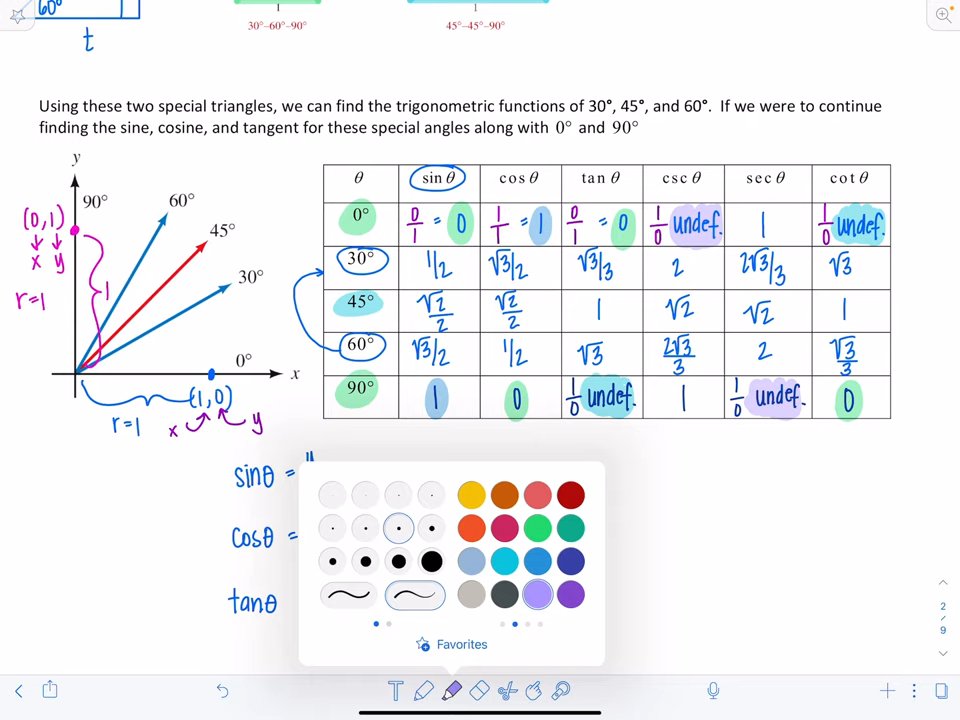 60°
t
30°–60°–90°
45°–45°–90°
Using these two special triangles, we can find the trigonometric functions of 30°, 45°, and 60°. If we were to continue
finding the sine, cosine, and tangent for these special angles along with 0° and 90°
y
90°
60°
45°
30°
0°
x
(0,1)
x y
r=1
1
(1,0)
r=1
x
y
θ sin θ cos θ tan θ csc θ sec θ cot θ
0° 0/1 = 0 1/1 = 1 0/1 = 0 1/0 undef. 1 1/0 undef.
30° 1/2 √3/2 √3/3 2 2√3/3 √3
45° √2/2 √2/2 1 √2 √2 1
60° √3/2 1/2 √3 2√3/3 2 √3/3
90° 1 0 1/0 undef. 1 1/0 undef. 0
sinθ =
cosθ =
tanθ
Favorites
2
/
9
T